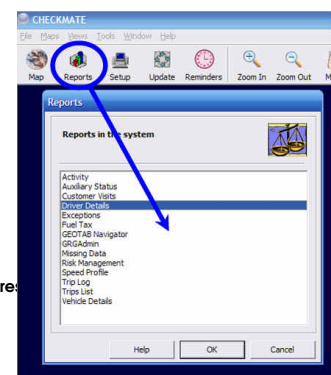 CHECKMATE
File Maps Views Tools Window Help
Map Reports Setup Update Reminders Zoom In Zoom Out
Reports
Reports in the system
Activity
Auxiliary Status
Customer Visits
Driver Details
Exceptions
Fuel Tax
GEOTAB Navigator
GRGAdmin
Missing Data
Risk Management
Speed Profile
Trip Log
Trips List
Vehicle Details
Help OK Cancel